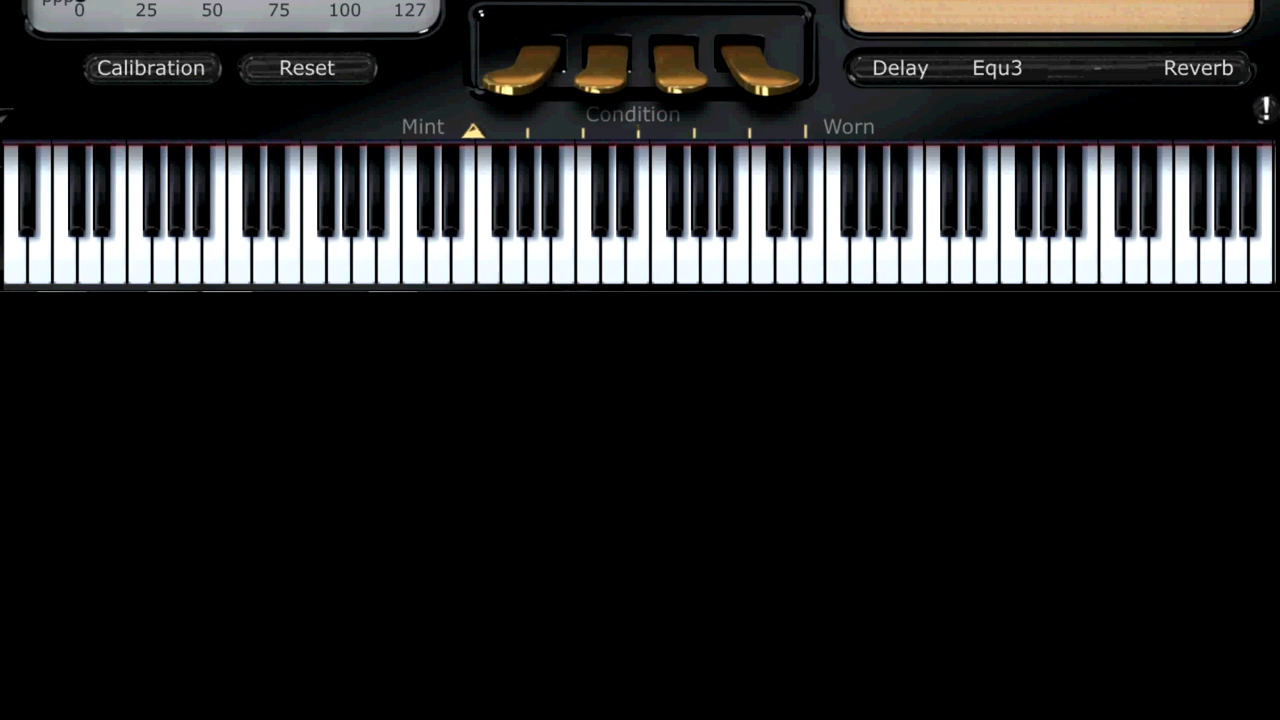 0 25 50 75 100 127
Calibration Reset Delay Equ3 Reverb
Condition
Mint Worn
!